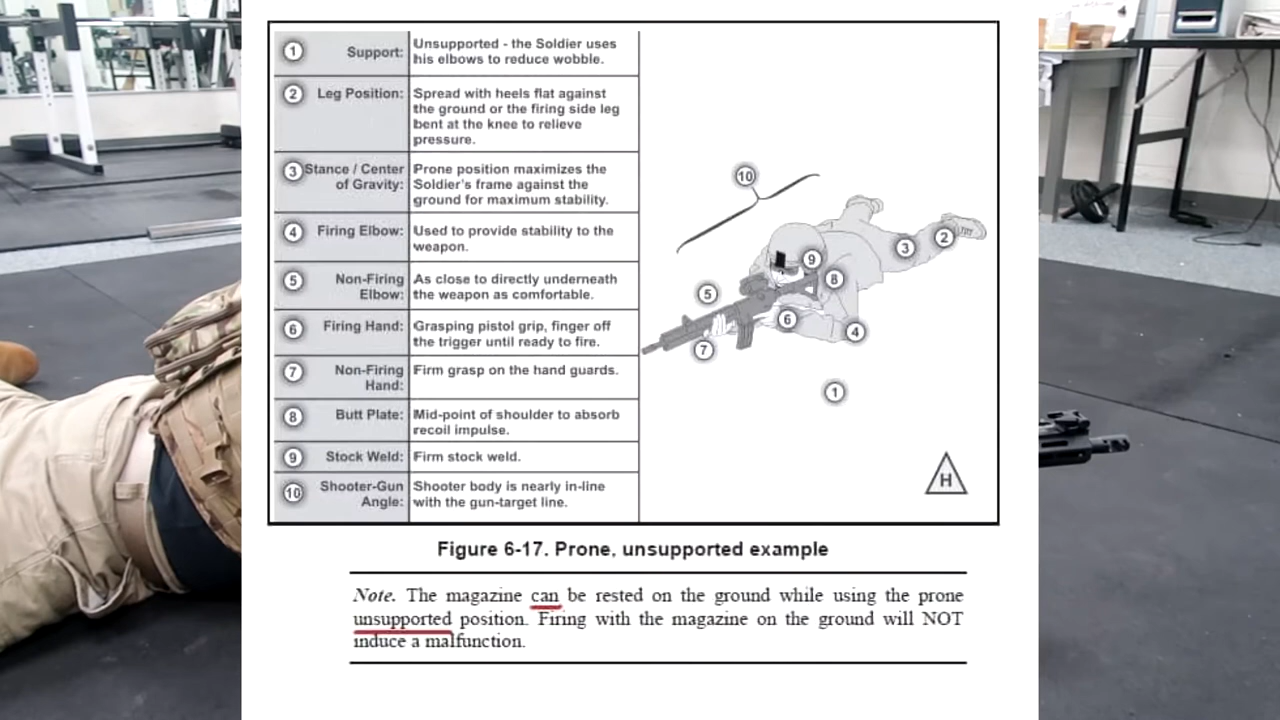 1 Support: Unsupported - the Soldier uses
his elbows to reduce wobble.
2 Leg Position: Spread with heels flat against
the ground or the firing side leg
bent at the knee to relieve
pressure.
3 Stance / Center Prone position maximizes the
of Gravity: Soldier's frame against the
ground for maximum stability.
4 Firing Elbow: Used to provide stability to the
weapon.
5 Non-Firing As close to directly underneath
Elbow: the weapon as comfortable.
6 Firing Hand: Grasping pistol grip, finger off
the trigger until ready to fire.
7 Non-Firing Firm grasp on the hand guards.
Hand:
8 Butt Plate: Mid-point of shoulder to absorb
recoil impulse.
9 Stock Weld: Firm stock weld.
10 Shooter-Gun Shooter body is nearly in-line
Angle: with the gun-target line.
10
9
8
3
2
5
6
4
7
1
H
Figure 6-17. Prone, unsupported example
Note. The magazine can be rested on the ground while using the prone
unsupported position. Firing with the magazine on the ground will NOT
induce a malfunction.